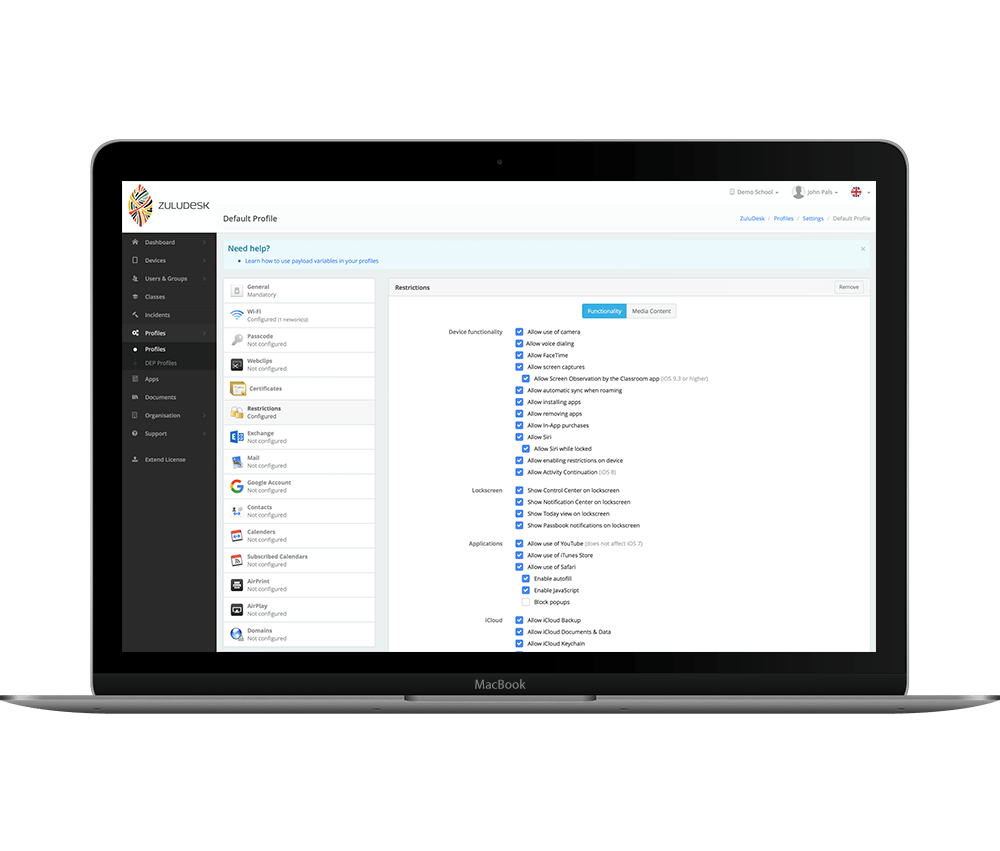 ZULUDESK
Demo School
John Pals
Default Profile
ZuluDesk / Profiles / Settings / Default Profile
Dashboard
Devices
Users & Groups
Classes
Incidents
Profiles
Profiles
DEP Profiles
Apps
Documents
Organisation
Support
Extend License
Need help?
Learn how to use payload variables in your profiles
General
Mandatory
Wi-Fi
Configured (1 network(s))
Passcode
Not configured
Webclips
Not configured
Certificates
Restrictions
Configured
Exchange
Not configured
Mail
Not configured
Google Account
Not configured
Contacts
Not configured
Calenders
Not configured
Subscribed Calendars
Not configured
AirPrint
Not configured
AirPlay
Not configured
Domains
Not configured
Restrictions
Remove
Functionality Media Content
Device functionality Allow use of camera
Allow voice dialing
Allow FaceTime
Allow screen captures
Allow Screen Observation by the Classroom app (iOS 9.3 or higher)
Allow automatic sync when roaming
Allow installing apps
Allow removing apps
Allow In-App purchases
Allow Siri
Allow Siri while locked
Allow enabling restrictions on device
Allow Activity Continuation (iOS 8)
Lockscreen Show Control Center on lockscreen
Show Notification Center on lockscreen
Show Today view on lockscreen
Show Passbook notifications on lockscreen
Applications Allow use of YouTube (does not affect iOS 7)
Allow use of iTunes Store
Allow use of Safari
Enable autofill
Enable JavaScript
Block popups
iCloud Allow iCloud Backup
Allow iCloud Documents & Data
Allow iCloud Keychain
MacBook